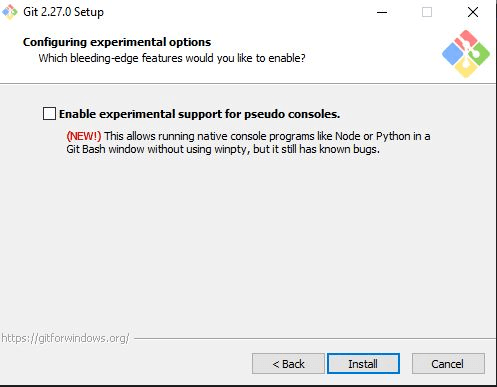 Git 2.27.0 Setup
Configuring experimental options
Which bleeding-edge features would you like to enable?
Enable experimental support for pseudo consoles.
(NEW!) This allows running native console programs like Node or Python in a
Git Bash window without using winpty, but it still has known bugs.
https://gitforwindows.org/
< Back
Install
Cancel